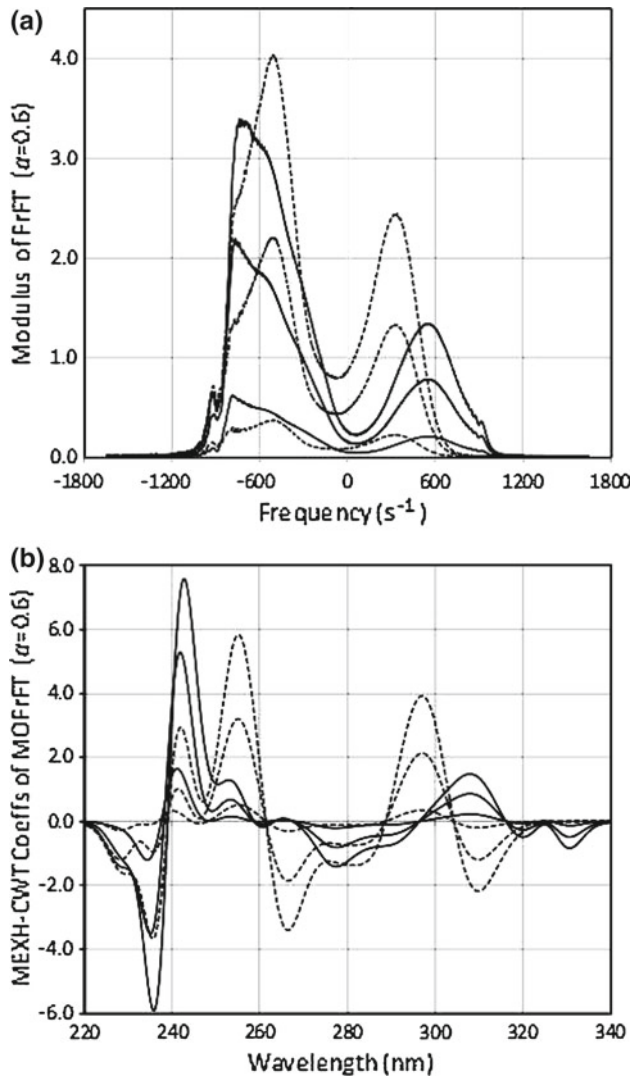 (a)
4.0
3.0
2.0
1.0
0.0
Modulus of FrFT (α=0.6)
-1800 -1200 -600 0 600 1200 1800
Frequency (s⁻¹)
(b)
8.0
6.0
4.0
2.0
0.0
-2.0
-4.0
-6.0
MEXH-CWT Coeffs of MOFrFT (α=0.6)
220 240 260 280 300 320 340
Wavelength (nm)